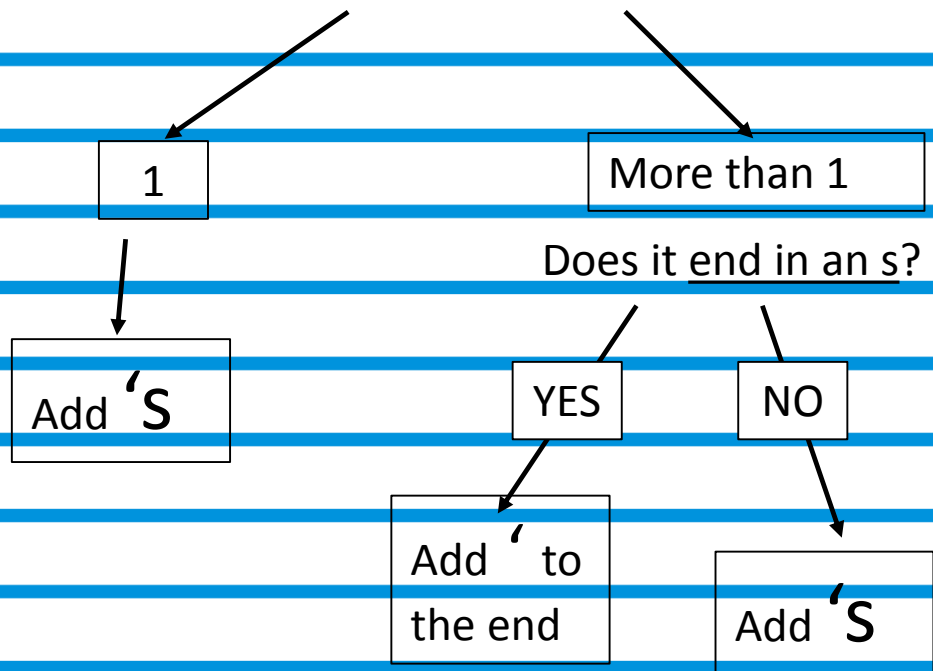 1
More than 1
Does it end in an s?
Add ‘s
YES
NO
Add ‘ to
the end
Add ‘s